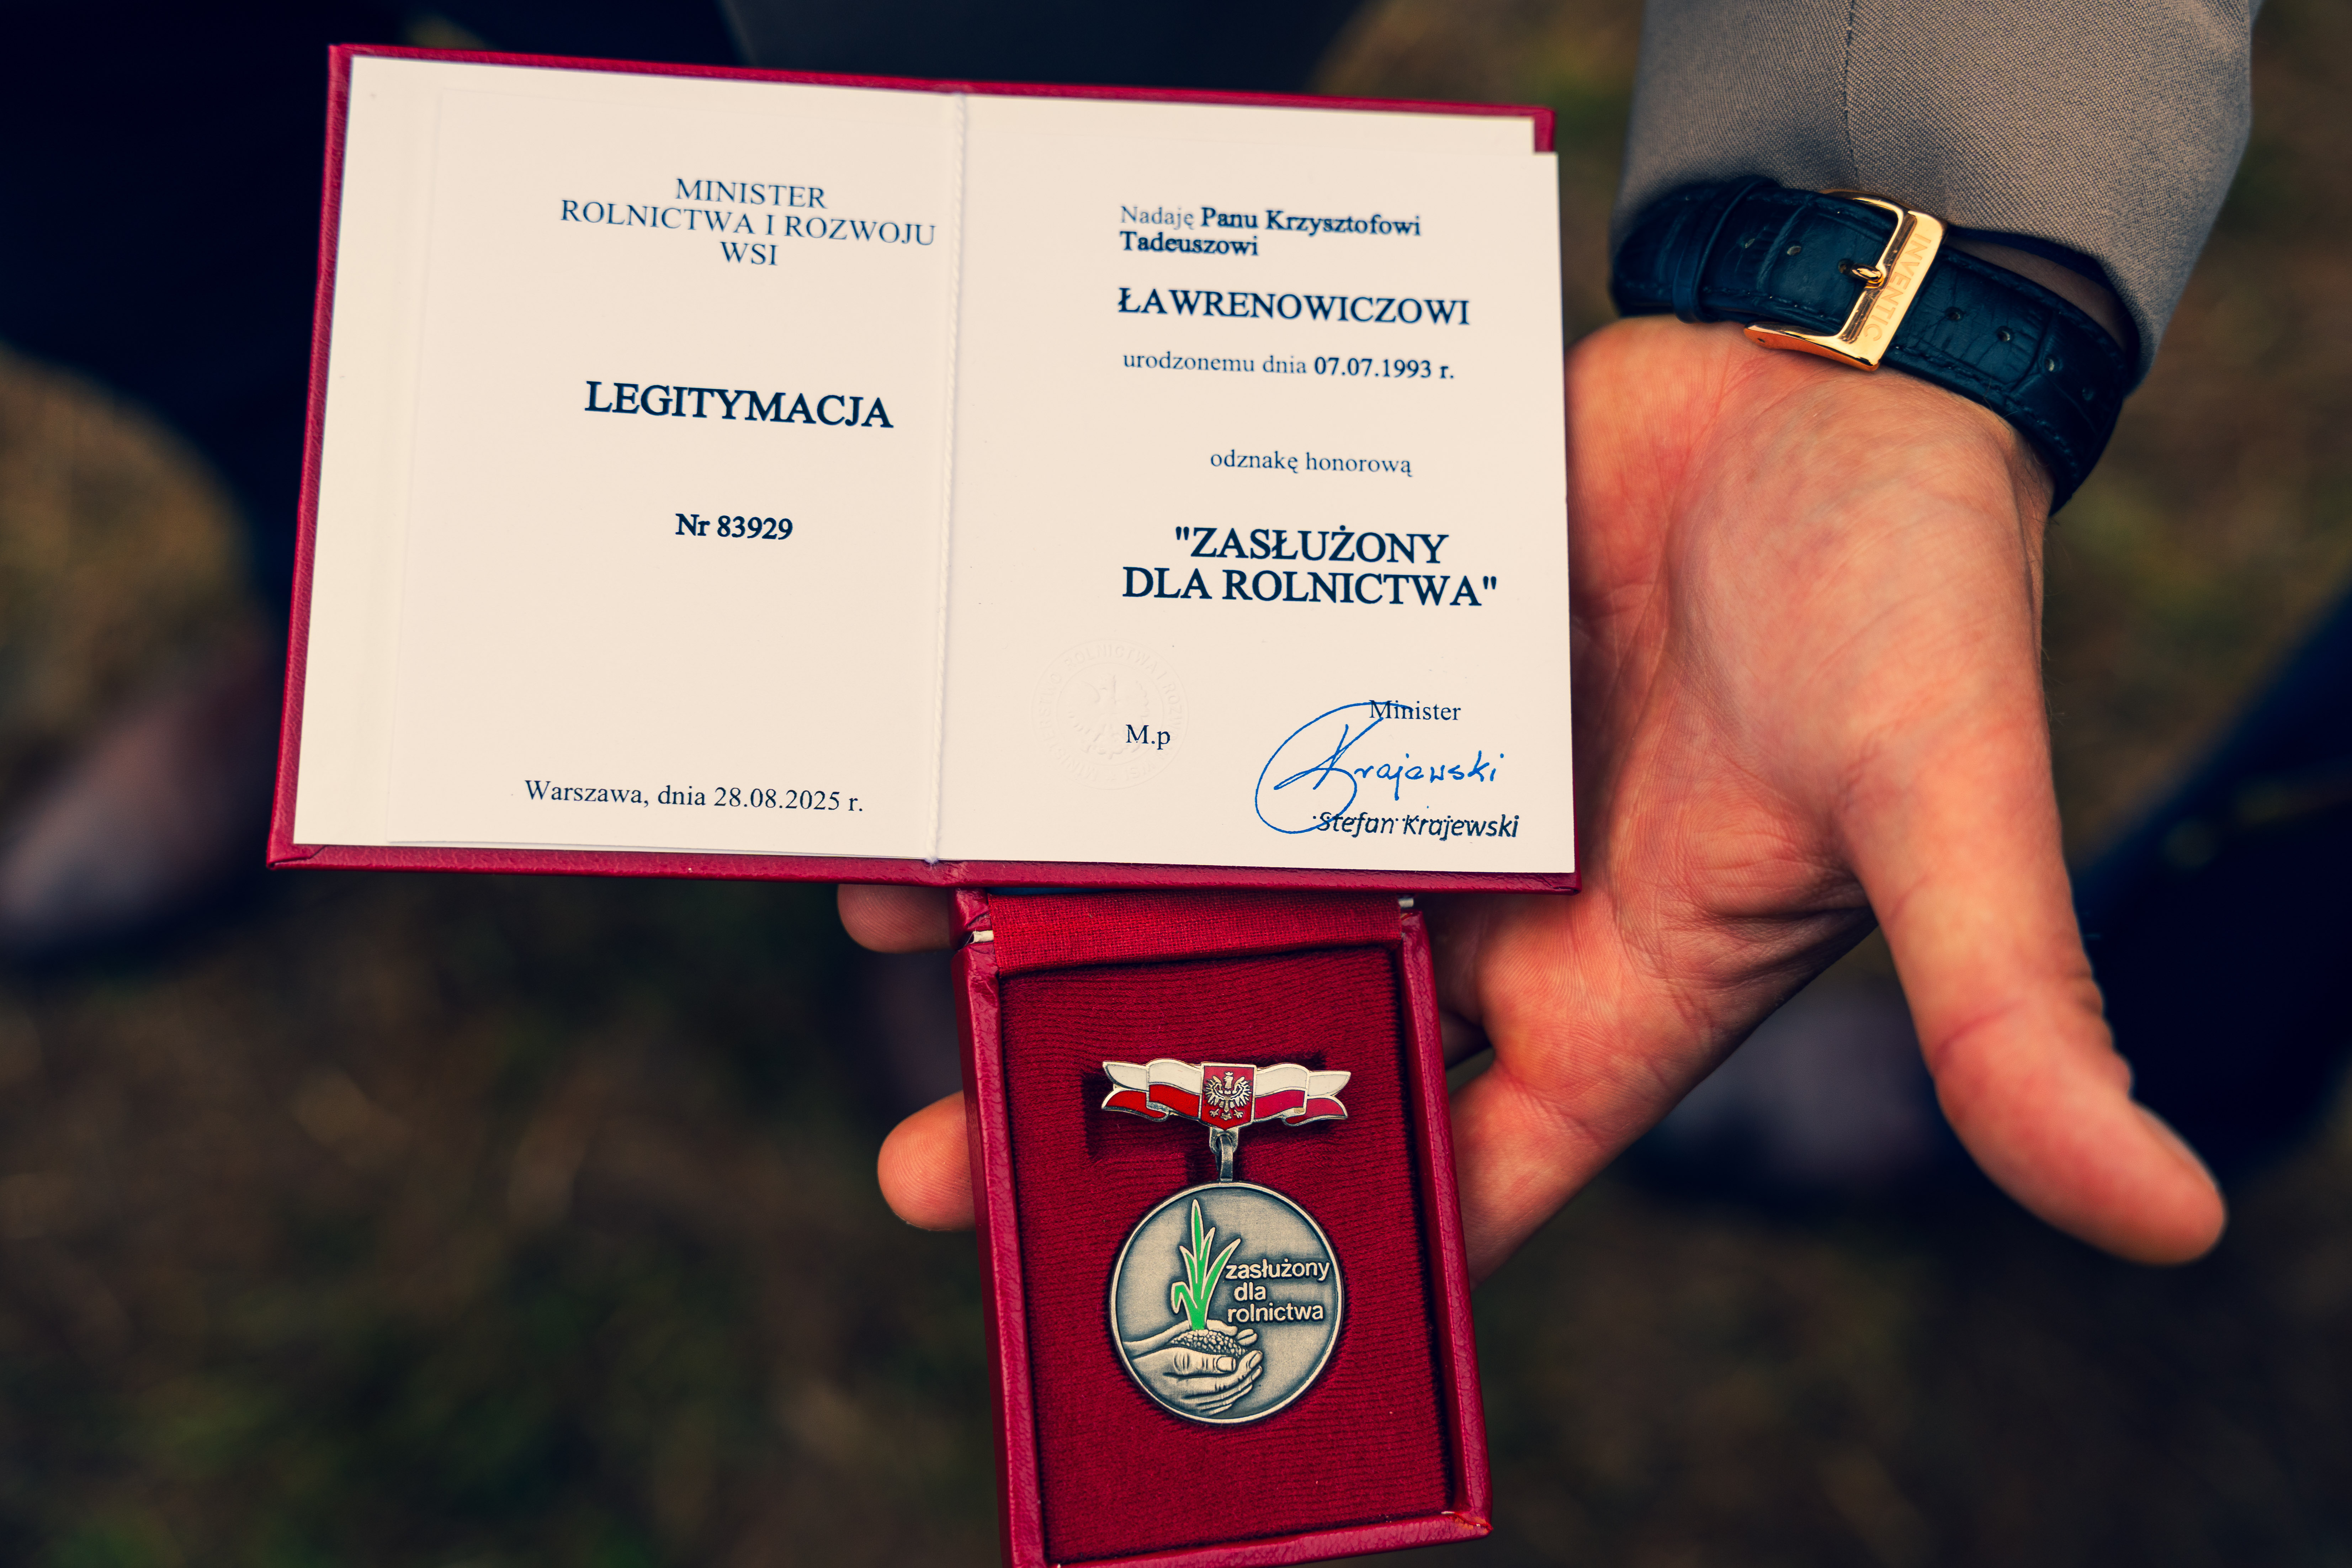 MINISTER
ROLNICTWA I ROZWOJU
WSI
LEGITYMACJA
Nr 83929
Warszawa, dnia 28.08.2025 r.
Nadaję Panu Krzysztofowi
Tadeuszowi
ŁAWRENOWICZOWI
urodzonemu dnia 07.07.1993 r.
odznakę honorową
"ZASŁUŻONY
DLA ROLNICTWA"
M.p
Minister
Krajewski
Stefan Krajewski
INVENTIC
zasłużony
dla
rolnictwa